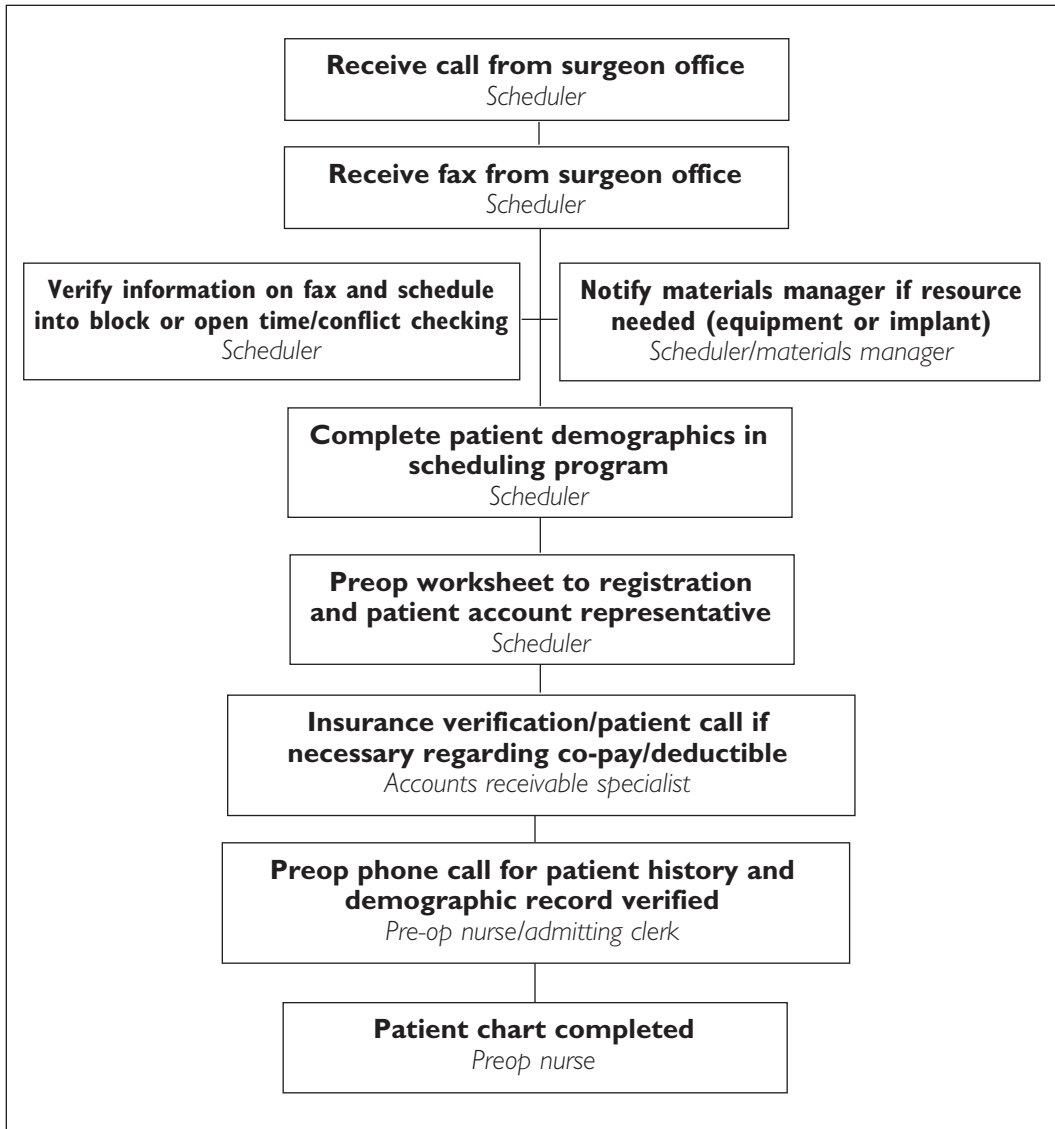 Receive call from surgeon office
Scheduler
Receive fax from surgeon office
Scheduler
Verify information on fax and schedule
into block or open time/conflict checking
Scheduler
Notify materials manager if resource
needed (equipment or implant)
Scheduler/materials manager
Complete patient demographics in
scheduling program
Scheduler
Preop worksheet to registration
and patient account representative
Scheduler
Insurance verification/patient call if
necessary regarding co-pay/deductible
Accounts receivable specialist
Preop phone call for patient history and
demographic record verified
Pre-op nurse/admitting clerk
Patient chart completed
Preop nurse